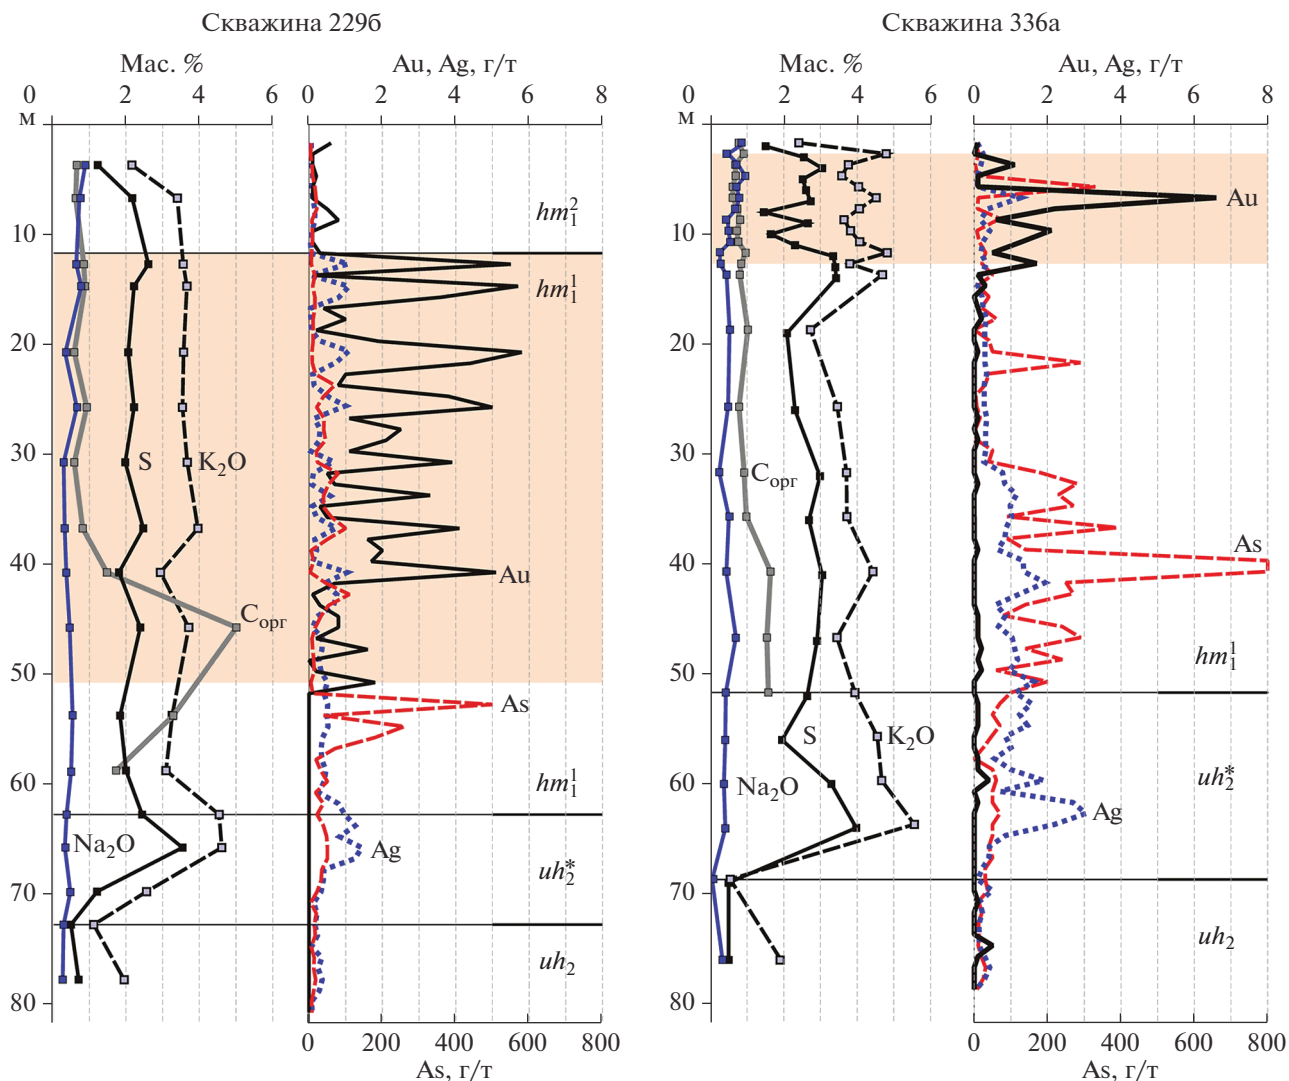 Скважина 229б
Скважина 336а
Мас. %
Au, Ag, г/т
Мас. %
Au, Ag, г/т
0 2 4 6 0 2 4 6 8
0 2 4 6 0 2 4 6 8
м
м
10
20
30
40
50
60
70
80
10
20
30
40
50
60
70
80
hm₁²
hm₁¹
S
K₂O
Au
Cорг
As
hm₁¹
Na₂O
Ag
uh₂*
uh₂
0 200 400 600 800
As, г/т
Au
Cорг
As
hm₁¹
S
K₂O
Na₂O
uh₂*
Ag
uh₂
0 200 400 600 800
As, г/т